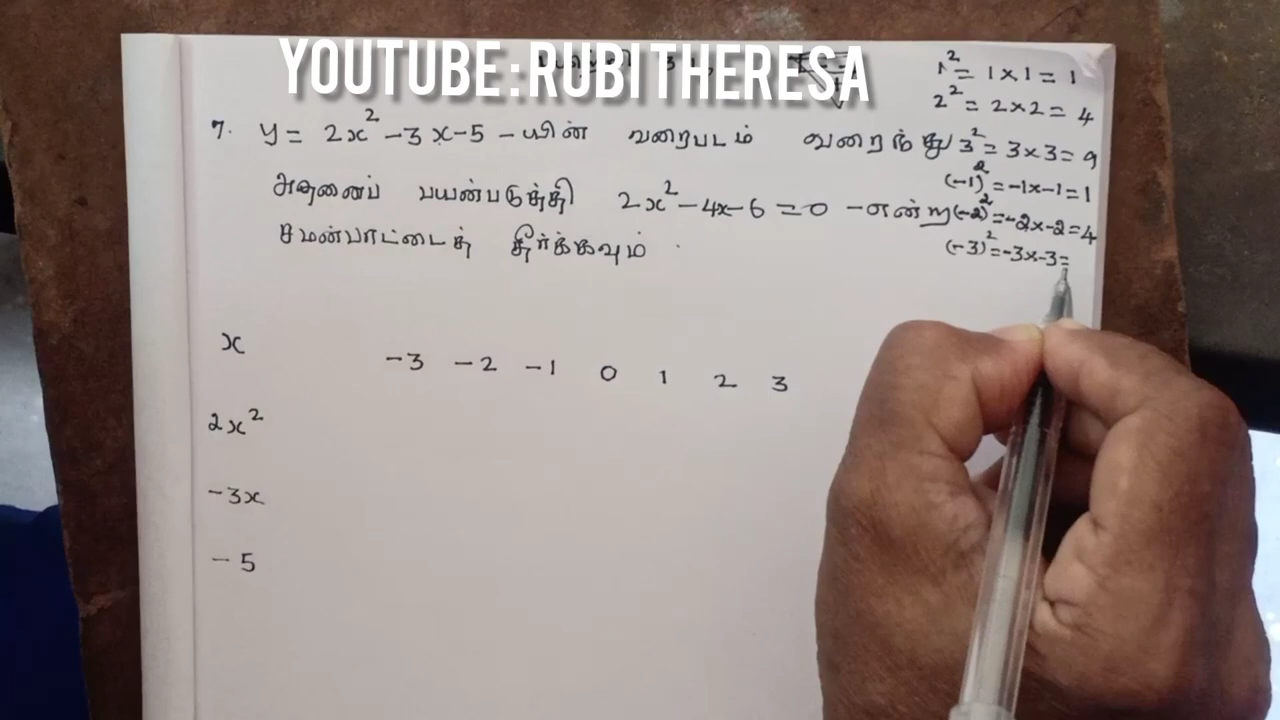 YOUTUBE : RUBI THERESA
7. y = 2x² - 3x - 5 - யின் வரைபடம் வரைந்து
அதனைப் பயன்படுத்தி 2x² - 4x - 6 = 0 - என்ற
சமன்பாட்டைத் தீர்க்கவும்
1² = 1 × 1 = 1
2² = 2 × 2 = 4
3² = 3 × 3 = 9
(-1)² = -1 × -1 = 1
(-2)² = -2 × -2 = 4
(-3)² = -3 × -3 =
x -3 -2 -1 0 1 2 3
2x²
-3x
-5